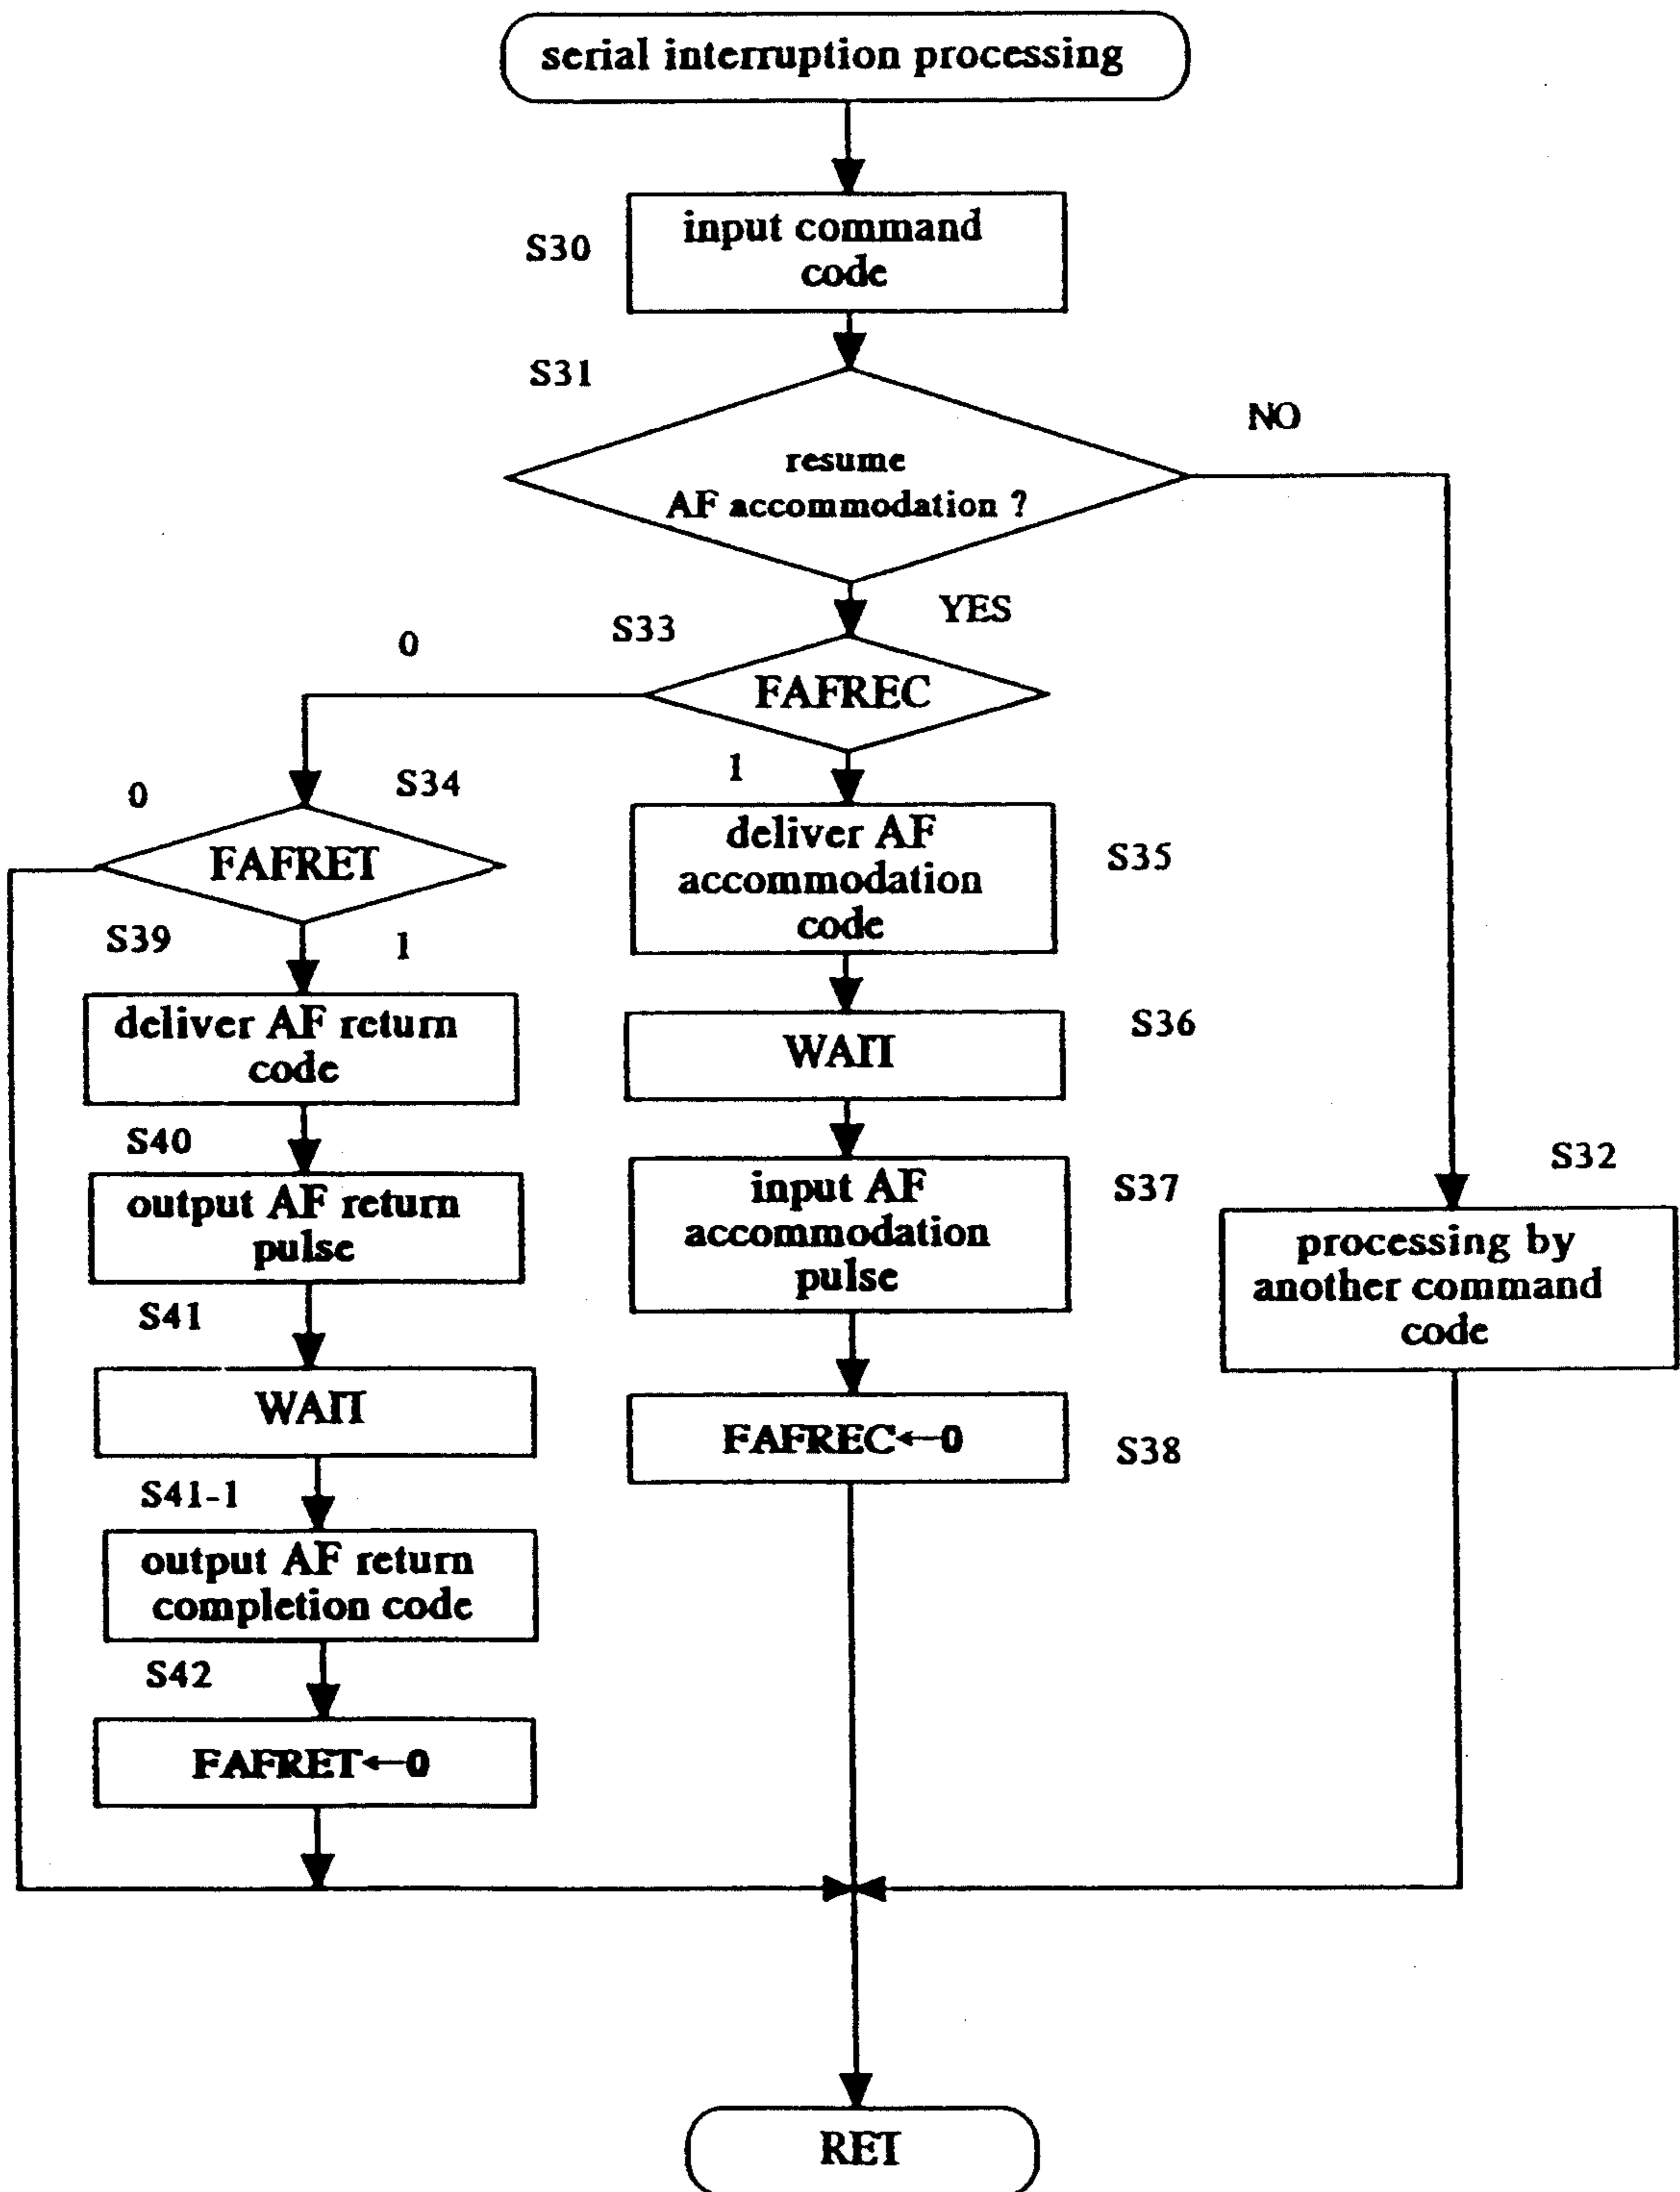 serial interruption processing
S30
input command
code
S31
resume
AF accommodation ?
NO
YES
S33
0
FAFREC
1
S34
0
FAFRET
1
deliver AF
accommodation
code
S35
S39
deliver AF return
code
WAIT
S36
S40
output AF return
pulse
input AF
accommodation
pulse
S37
S32
processing by
another command
code
S41
WAIT
FAFREC←0
S38
S41-1
output AF return
completion code
S42
FAFRET←0
RET